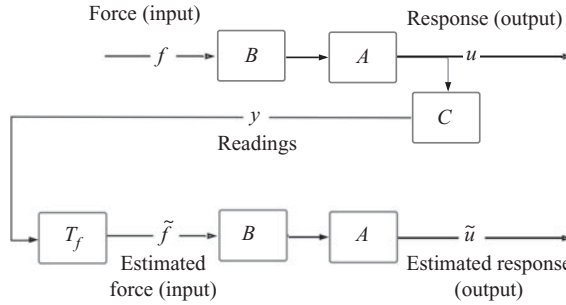 Force (input)
Response (output)
f
B
A
u
y
C
Readings
T_f
f̃
B
A
ũ
Estimated
force (input)
Estimated response
(output)